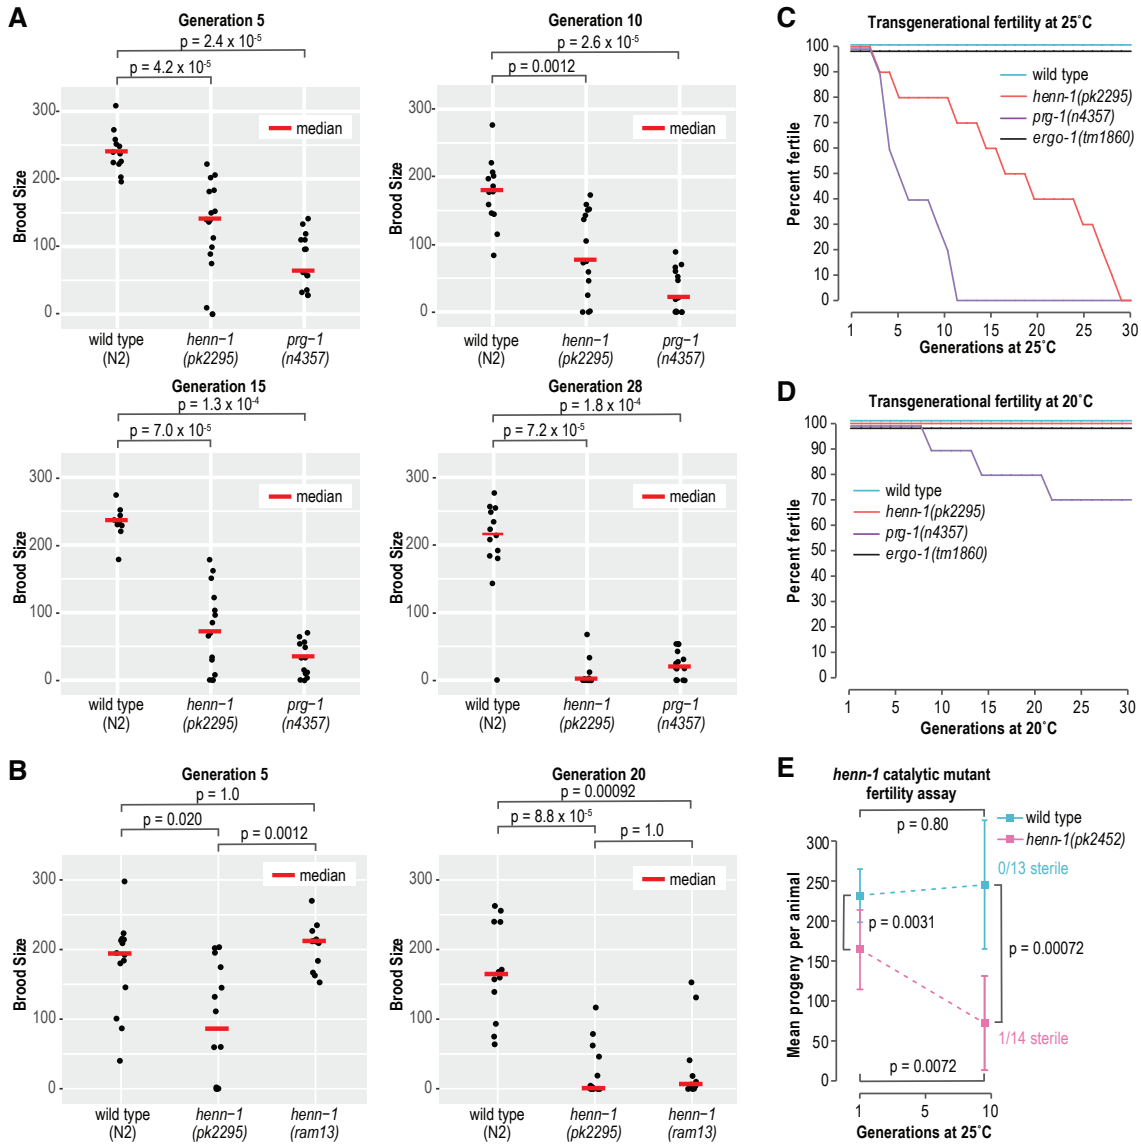 A
Generation 5
p = 2.4 x 10-5
p = 4.2 x 10-5
Brood Size
300
200
100
0
median
wild type
(N2)
henn−1
(pk2295)
prg−1
(n4357)
Generation 10
p = 2.6 x 10-5
p = 0.0012
Brood Size
300
200
100
0
median
wild type
(N2)
henn−1
(pk2295)
prg−1
(n4357)
Generation 15
p = 1.3 x 10-4
p = 7.0 x 10-5
Brood Size
300
200
100
0
median
wild type
(N2)
henn−1
(pk2295)
prg−1
(n4357)
Generation 28
p = 1.8 x 10-4
p = 7.2 x 10-5
Brood Size
300
200
100
0
median
wild type
(N2)
henn−1
(pk2295)
prg−1
(n4357)
B
Generation 5
p = 1.0
p = 0.020
p = 0.0012
Brood Size
300
200
100
0
median
wild type
(N2)
henn−1
(pk2295)
henn−1
(ram13)
Generation 20
p = 0.00092
p = 8.8 x 10-5
p = 1.0
Brood Size
300
200
100
0
median
wild type
(N2)
henn−1
(pk2295)
henn−1
(ram13)
C
Transgenerational fertility at 25˚C
Percent fertile
100
90
80
70
60
50
40
30
20
10
0
wild type
henn-1(pk2295)
prg-1(n4357)
ergo-1(tm1860)
1 5 10 15 20 25 30
Generations at 25˚C
D
Transgenerational fertility at 20˚C
Percent fertile
100
90
80
70
60
50
40
30
20
10
0
wild type
henn-1(pk2295)
prg-1(n4357)
ergo-1(tm1860)
1 5 10 15 20 25 30
Generations at 20˚C
E
henn-1 catalytic mutant
fertility assay
wild type
henn-1(pk2452)
Mean progeny per animal
300
250
200
150
100
50
0
p = 0.80
0/13 sterile
p = 0.0031
p = 0.00072
1/14 sterile
p = 0.0072
1 5 10
Generations at 25˚C